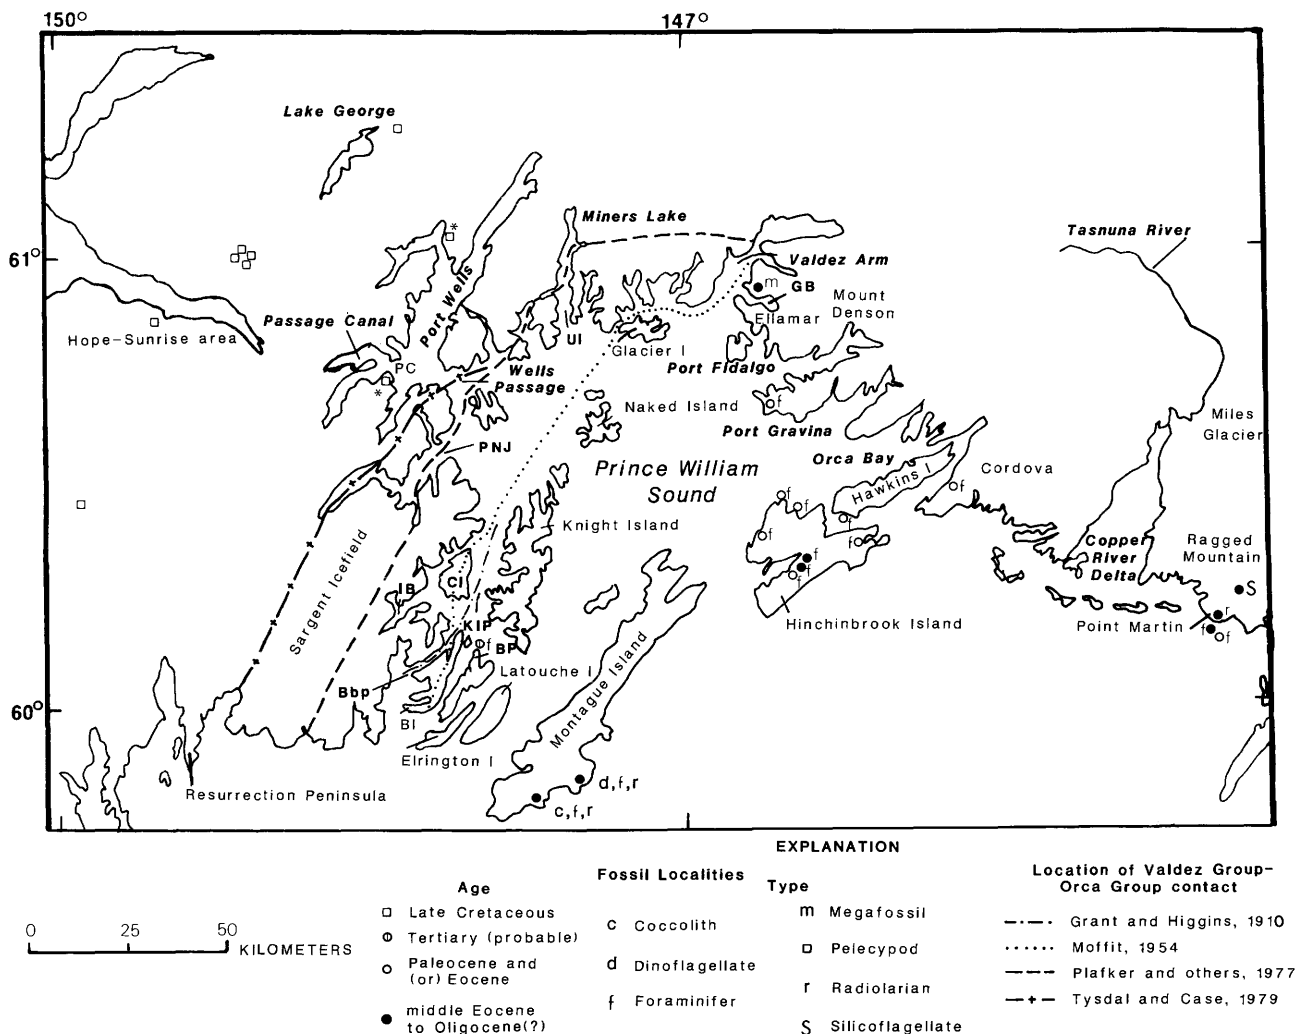 150°
147°
Lake George
Miners Lake
Tasnuna River
*
61°
Port Wells
Valdez Arm
m
GB
Mount
Denson
Ellamar
Passage Canal
Hope-Sunrise area
UI
Glacier I
PC
*
Wells
Passage
Port Fidalgo
f
Naked Island
Port Gravina
Miles
Glacier
PNJ
Orca Bay
Prince William
Sound
Hawkins I
Cordova
f
f
f
f
Knight Island
f
f
Copper
River
Delta
Ragged
Mountain
Sargent Icefield
f
f
CI
IB
S
r
KIP
Hinchinbrook Island
Point Martin
f
f
f
BP
Latouche I
Montague Island
Bbp
60°
BI
Elrington I
d,f,r
Resurrection Peninsula
c,f,r
EXPLANATION
Fossil Localities
Age
Late Cretaceous
Tertiary (probable)
Paleocene and
(or) Eocene
middle Eocene
to Oligocene(?)
Type
c Coccolith
d Dinoflagellate
f Foraminifer
m Megafossil
Pelecypod
r Radiolarian
S Silicoflagellate
Location of Valdez Group-
Orca Group contact
Grant and Higgins, 1910
Moffit, 1954
Plafker and others, 1977
Tysdal and Case, 1979
0 25 50
KILOMETERS